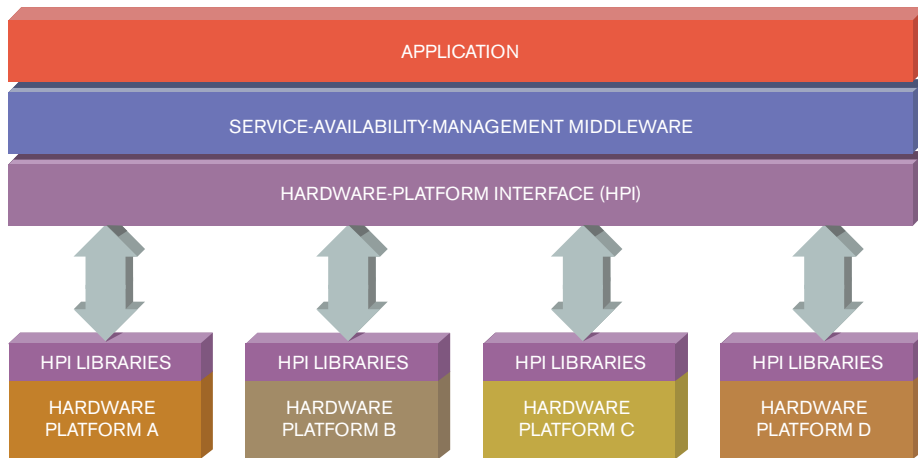 APPLICATION
SERVICE-AVAILABILITY-MANAGEMENT MIDDLEWARE
HARDWARE-PLATFORM INTERFACE (HPI)
HPI LIBRARIES
HARDWARE
PLATFORM A
HPI LIBRARIES
HARDWARE
PLATFORM B
HPI LIBRARIES
HARDWARE
PLATFORM C
HPI LIBRARIES
HARDWARE
PLATFORM D